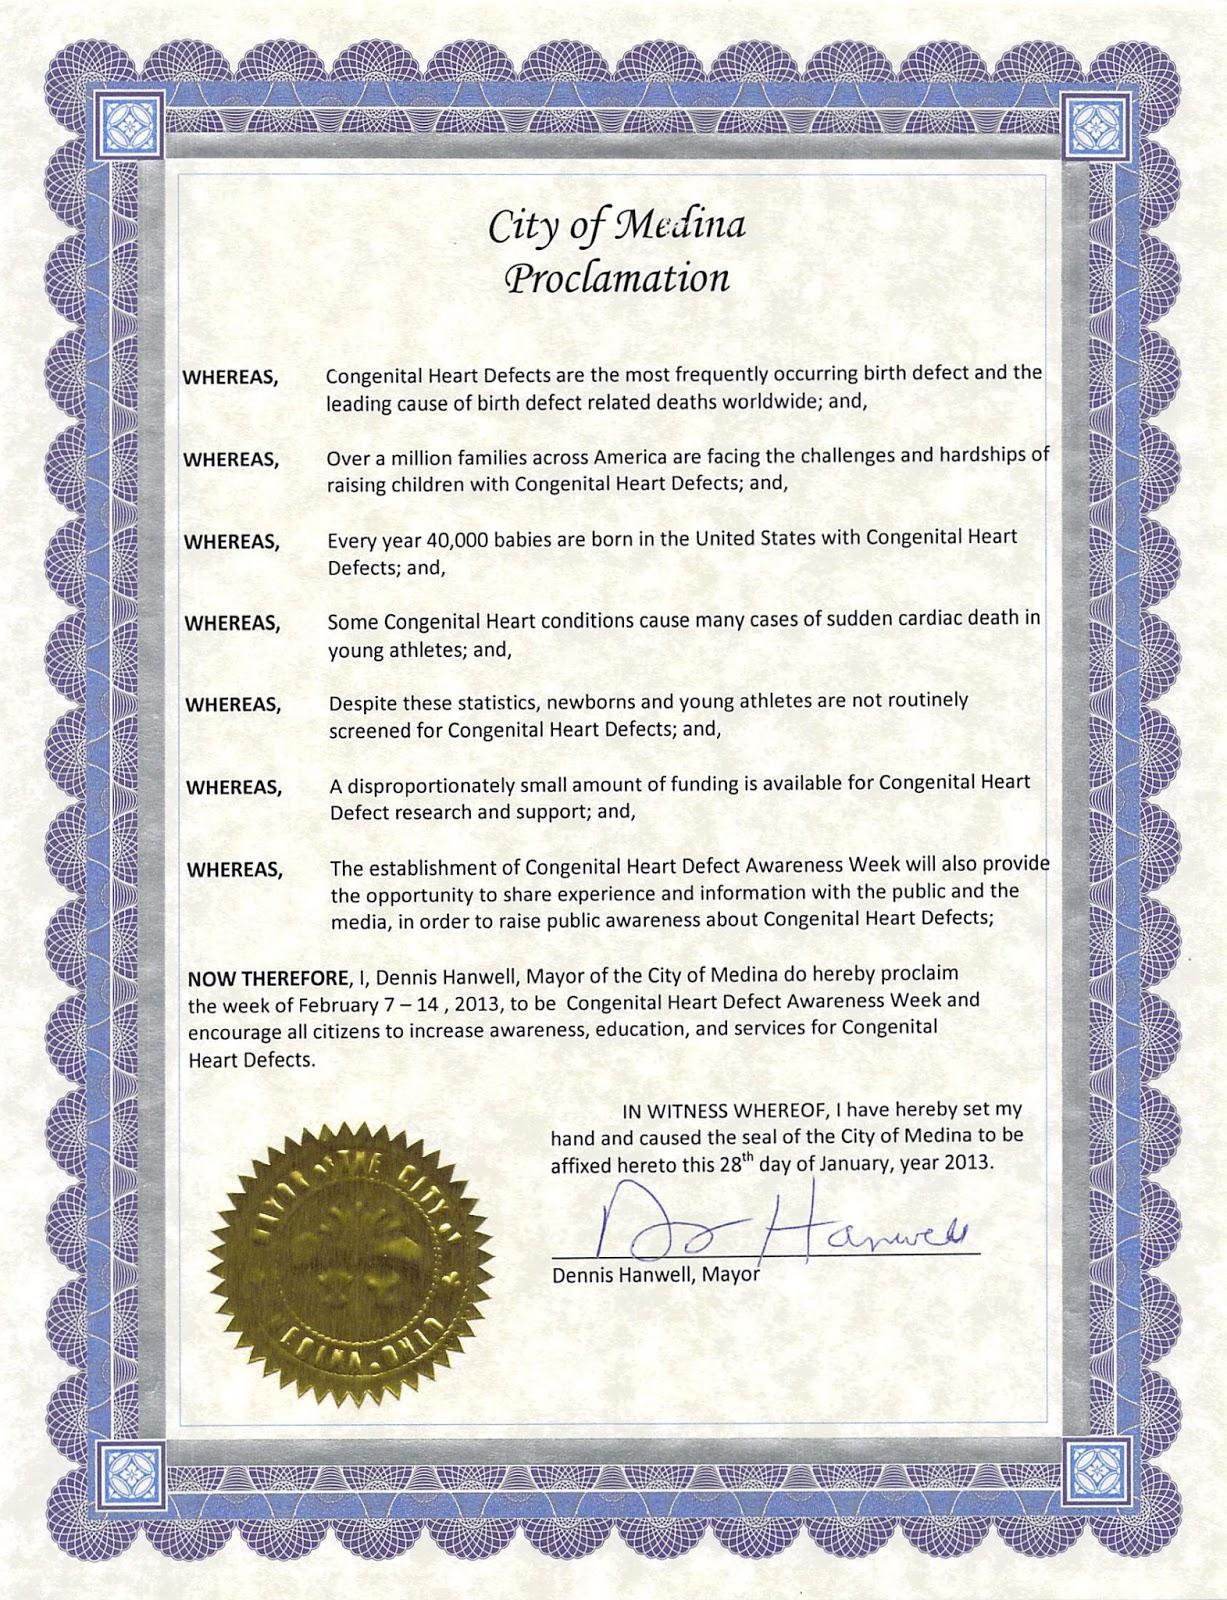 City of Medina
Proclamation
WHEREAS, Congenital Heart Defects are the most frequently occurring birth defect and the
leading cause of birth defect related deaths worldwide; and,
WHEREAS, Over a million families across America are facing the challenges and hardships of
raising children with Congenital Heart Defects; and,
WHEREAS, Every year 40,000 babies are born in the United States with Congenital Heart
Defects; and,
WHEREAS, Some Congenital Heart conditions cause many cases of sudden cardiac death in
young athletes; and,
WHEREAS, Despite these statistics, newborns and young athletes are not routinely
screened for Congenital Heart Defects; and,
WHEREAS, A disproportionately small amount of funding is available for Congenital Heart
Defect research and support; and,
WHEREAS, The establishment of Congenital Heart Defect Awareness Week will also provide
the opportunity to share experience and information with the public and the
media, in order to raise public awareness about Congenital Heart Defects;
NOW THEREFORE, I, Dennis Hanwell, Mayor of the City of Medina do hereby proclaim
the week of February 7 – 14 , 2013, to be Congenital Heart Defect Awareness Week and
encourage all citizens to increase awareness, education, and services for Congenital
Heart Defects.
IN WITNESS WHEREOF, I have hereby set my
hand and caused the seal of the City of Medina to be
affixed hereto this 28th day of January, year 2013.
Dennis Hanwell, Mayor
MAYOR OF THE CITY OF
MEDINA, OHIO